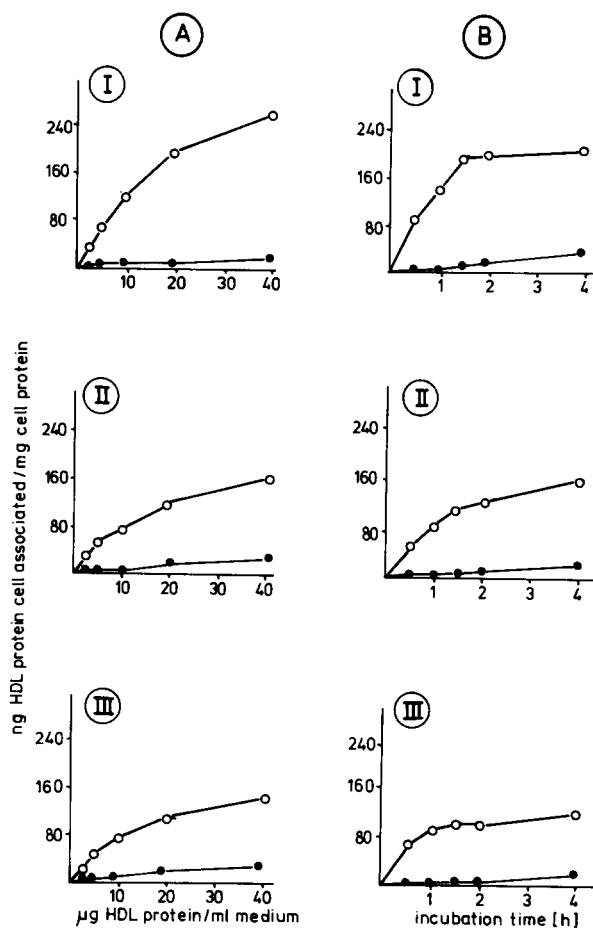 A
B
I
240
160
80
10 20 30 40
I
240
160
80
1 2 3 4
ng HDL protein cell associated/mg cell protein
II
240
160
80
10 20 30 40
II
240
160
80
1 2 3 4
III
240
160
80
10 20 30 40
µg HDL protein/ml medium
III
240
160
80
1 2 3 4
incubation time [h]